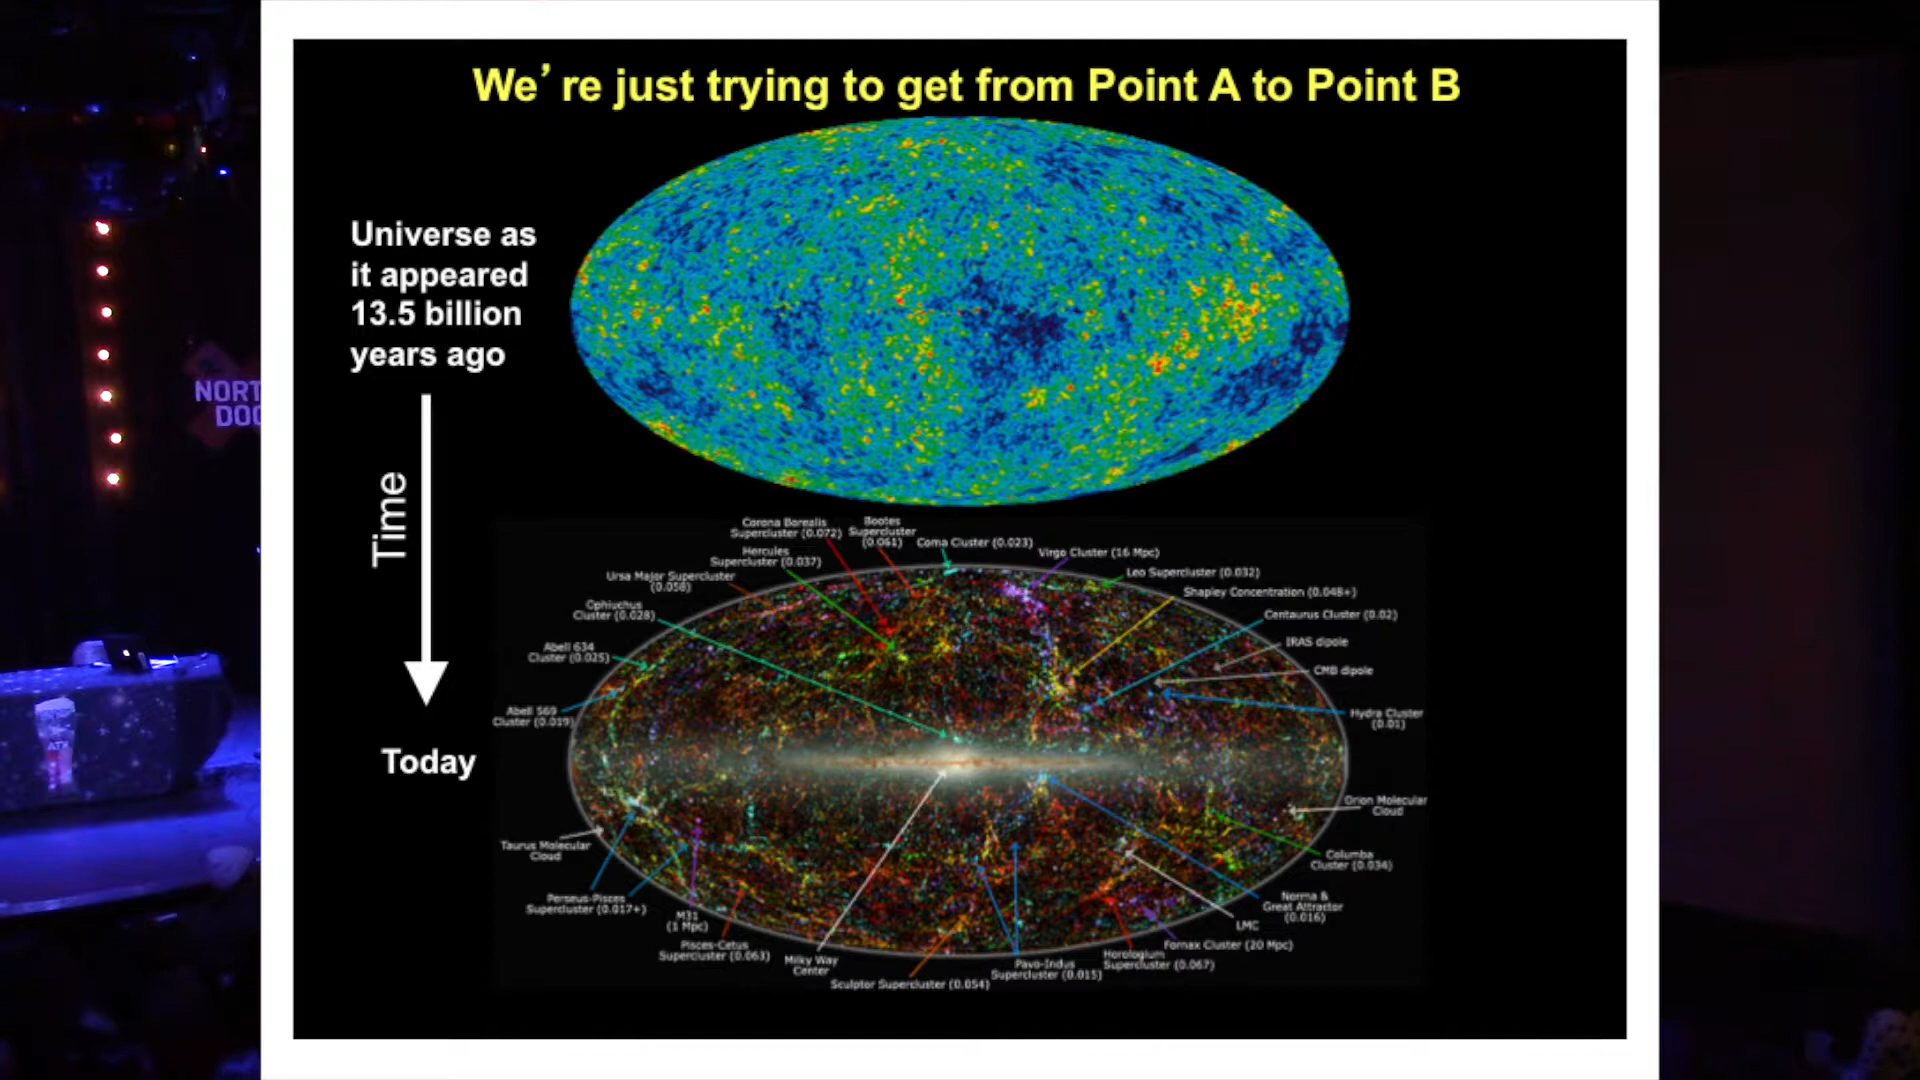 We’re just trying to get from Point A to Point B
Universe as
it appeared
13.5 billion
years ago
Time
Today
Corona Borealis
Supercluster (0.072)
Bootes
Supercluster
(0.061)
Coma Cluster (0.023)
Virgo Cluster (16 Mpc)
Hercules
Supercluster (0.037)
Leo Supercluster (0.032)
Ursa Major Supercluster
(0.058)
Shapley Concentration (0.048+)
Ophiuchus
Cluster (0.028)
Centaurus Cluster (0.02)
IRAS dipole
Abell 634
Cluster (0.025)
CMB dipole
Abell 569
Cluster (0.019)
Hydra Cluster
(0.01)
Orion Molecular
Cloud
Taurus Molecular
Cloud
Columba
Cluster (0.034)
Perseus-Pisces
Supercluster (0.017+)
Norma &
Great Attractor
(0.016)
M31
(1 Mpc)
LMC
Pisces-Cetus
Supercluster (0.063)
Fornax Cluster (20 Mpc)
Milky Way
Center
Horologium
Supercluster (0.067)
Pavo-Indus
Supercluster (0.015)
Sculptor Supercluster (0.054)
NORT
DOO
ATX